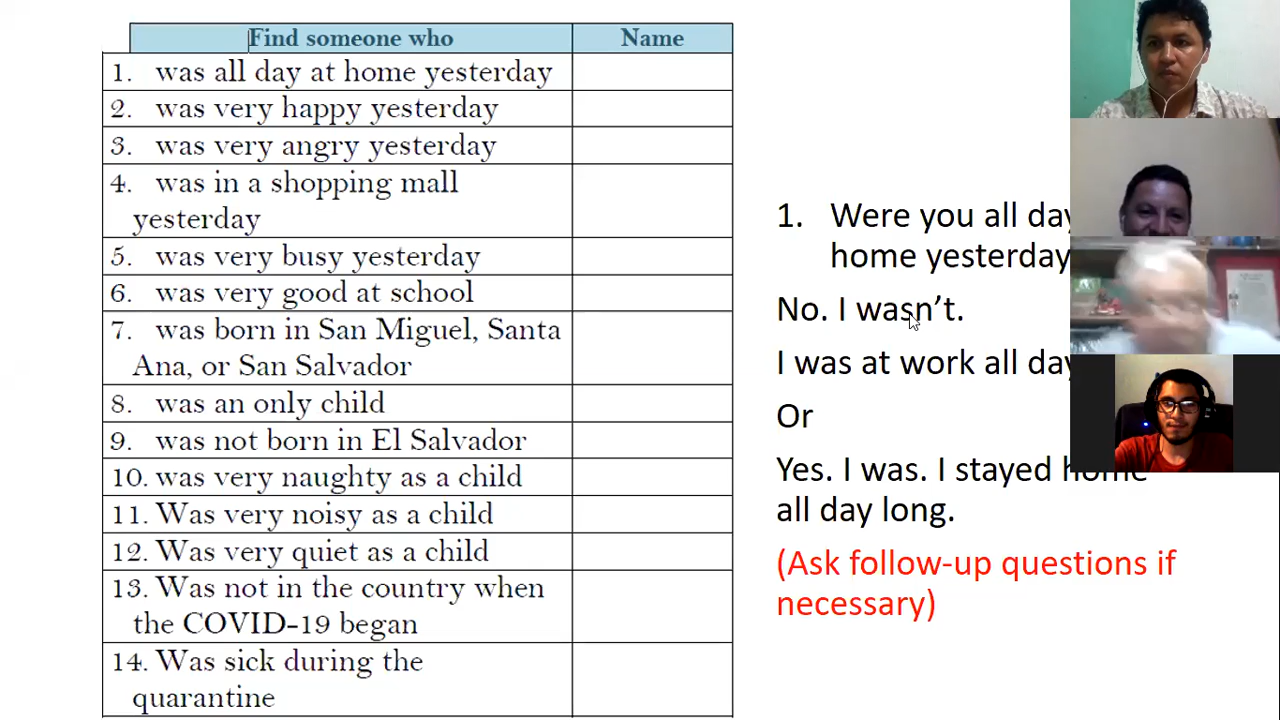 Find someone who Name
1. was all day at home yesterday
2. was very happy yesterday
3. was very angry yesterday
4. was in a shopping mall
yesterday
5. was very busy yesterday
6. was very good at school
7. was born in San Miguel, Santa
Ana, or San Salvador
8. was an only child
9. was not born in El Salvador
10. was very naughty as a child
11. Was very noisy as a child
12. Was very quiet as a child
13. Was not in the country when
the COVID-19 began
14. Was sick during the
quarantine
1. Were you all day
home yesterday
No. I wasn't.
I was at work all day
Or
Yes. I was. I stayed home
all day long.
(Ask follow-up questions if
necessary)